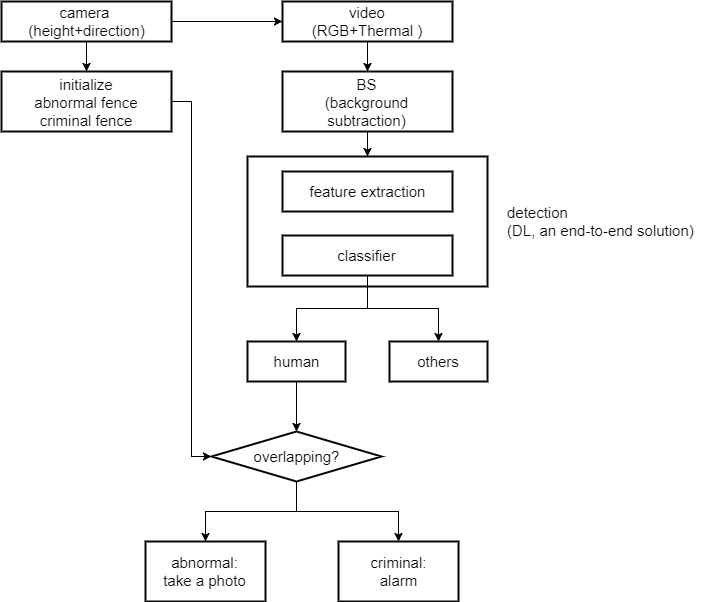 camera
(height+direction)
video
(RGB+Thermal )
initialize
abnormal fence
criminal fence
BS
(background
subtraction)
feature extraction
classifier
detection
(DL, an end-to-end solution)
human
others
overlapping?
abnormal:
take a photo
criminal:
alarm